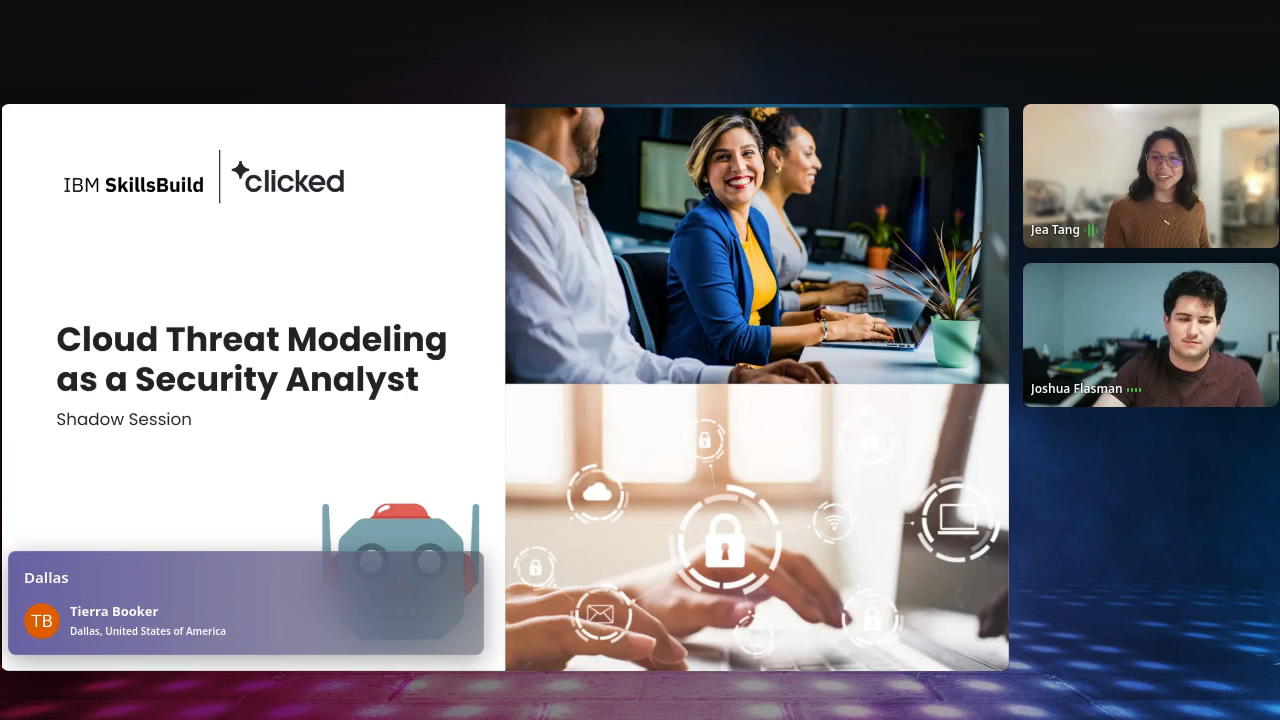 IBM SkillsBuild
clicked
Cloud Threat Modeling
as a Security Analyst
Shadow Session
Dallas
TB
Tierra Booker
Dallas, United States of America
Jea Tang
Joshua Flasman